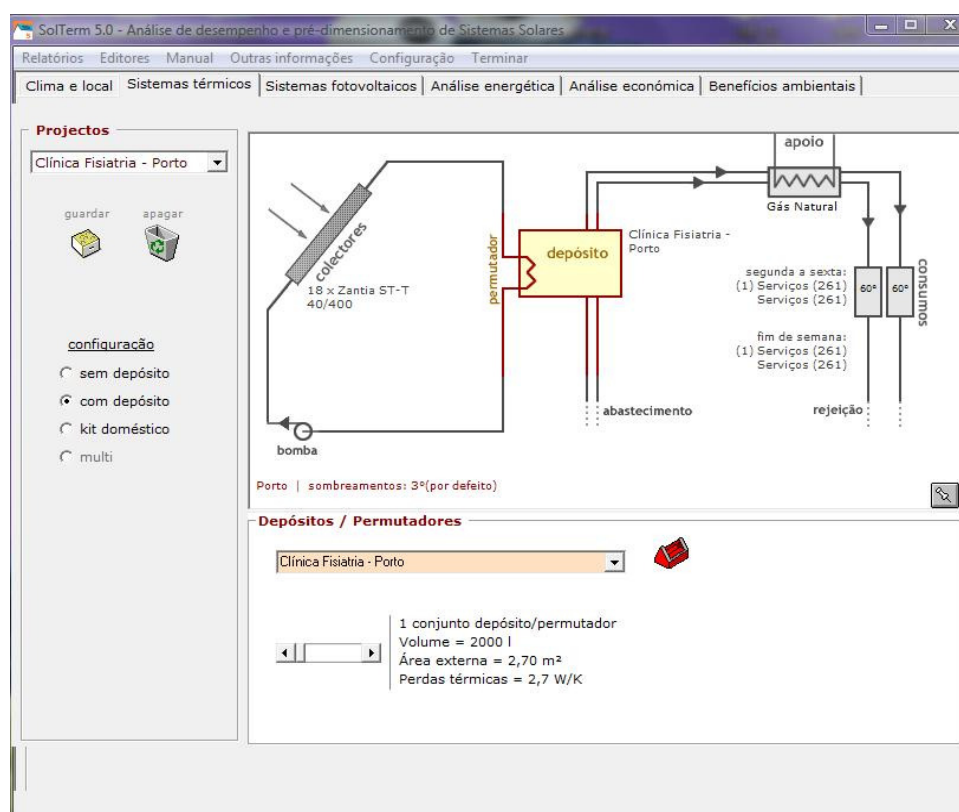 SolTerm 5.0 - Análise de desempenho e pré-dimensionamento de Sistemas Solares
Relatórios Editores Manual Outras informações Configuração Terminar
Clima e local Sistemas térmicos Sistemas fotovoltaicos Análise energética Análise económica Benefícios ambientais
Projectos
Clínica Fisiatria - Porto
guardar apagar
configuração
sem depósito
com depósito
kit doméstico
multi
apoio
Gás Natural
colectores
18 x Zantia ST-T
40/400
permutador
depósito
Clínica Fisiatria -
Porto
segunda a sexta:
(1) Serviços (261)
Serviços (261)
60º 60º
consumos
fim de semana:
(1) Serviços (261)
Serviços (261)
abastecimento
rejeição
bomba
Porto | sombreamentos: 3º(por defeito)
Depósitos / Permutadores
Clínica Fisiatria - Porto
1 conjunto depósito/permutador
Volume = 2000 l
Área externa = 2,70 m²
Perdas térmicas = 2,7 W/K